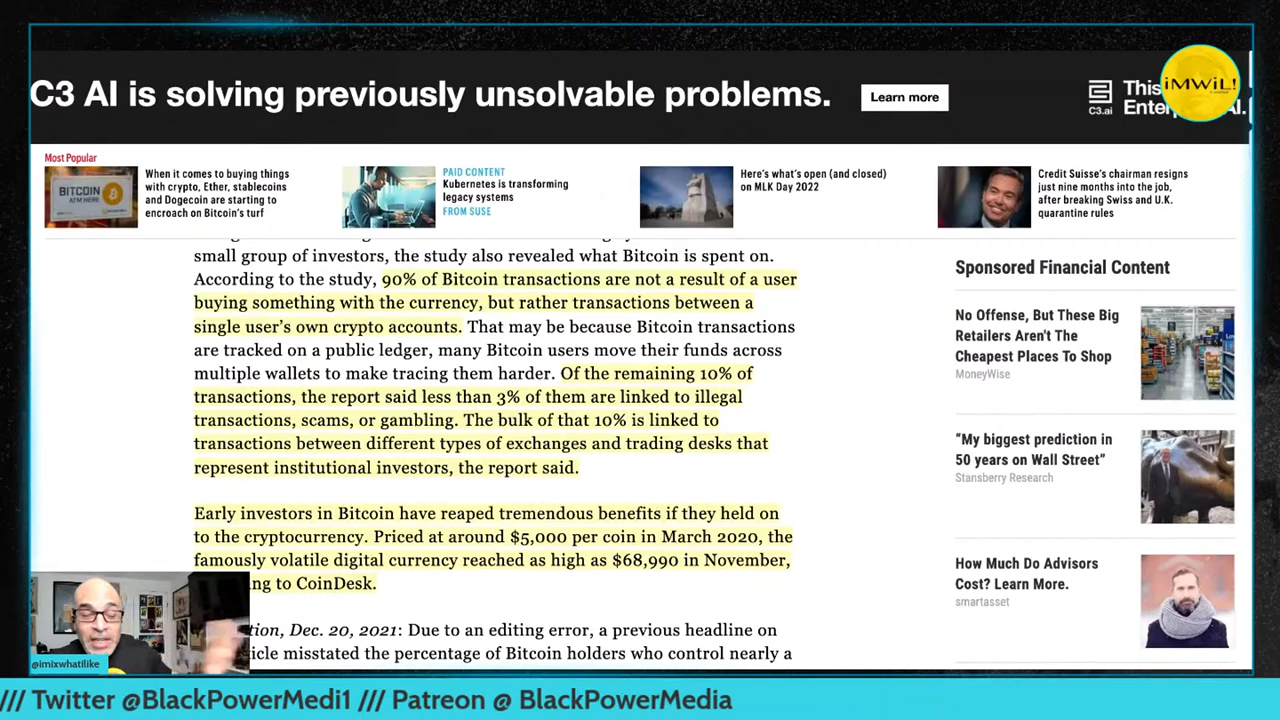 C3 AI is solving previously unsolvable problems.
Learn more
C3.ai
This
Enter
AI.
iMWiL!
Most Popular
BITCOIN
ATM HERE
When it comes to buying things
with crypto, Ether, stablecoins
and Dogecoin are starting to
encroach on Bitcoin's turf
PAID CONTENT
Kubernetes is transforming
legacy systems
FROM SUSE
Here's what's open (and closed)
on MLK Day 2022
Credit Suisse's chairman resigns
just nine months into the job,
after breaking Swiss and U.K.
quarantine rules
small group of investors, the study also revealed what Bitcoin is spent on.
According to the study, 90% of Bitcoin transactions are not a result of a user
buying something with the currency, but rather transactions between a
single user's own crypto accounts. That may be because Bitcoin transactions
are tracked on a public ledger, many Bitcoin users move their funds across
multiple wallets to make tracing them harder. Of the remaining 10% of
transactions, the report said less than 3% of them are linked to illegal
transactions, scams, or gambling. The bulk of that 10% is linked to
transactions between different types of exchanges and trading desks that
represent institutional investors, the report said.
Early investors in Bitcoin have reaped tremendous benefits if they held on
to the cryptocurrency. Priced at around $5,000 per coin in March 2020, the
famously volatile digital currency reached as high as $68,990 in November,
ng to CoinDesk.
tion, Dec. 20, 2021: Due to an editing error, a previous headline on
icle misstated the percentage of Bitcoin holders who control nearly a
Sponsored Financial Content
No Offense, But These Big
Retailers Aren't The
Cheapest Places To Shop
MoneyWise
"My biggest prediction in
50 years on Wall Street"
Stansberry Research
How Much Do Advisors
Cost? Learn More.
smartasset
@imixwhatilike
/// Twitter @BlackPowerMedi1 /// Patreon @ BlackPowerMedia